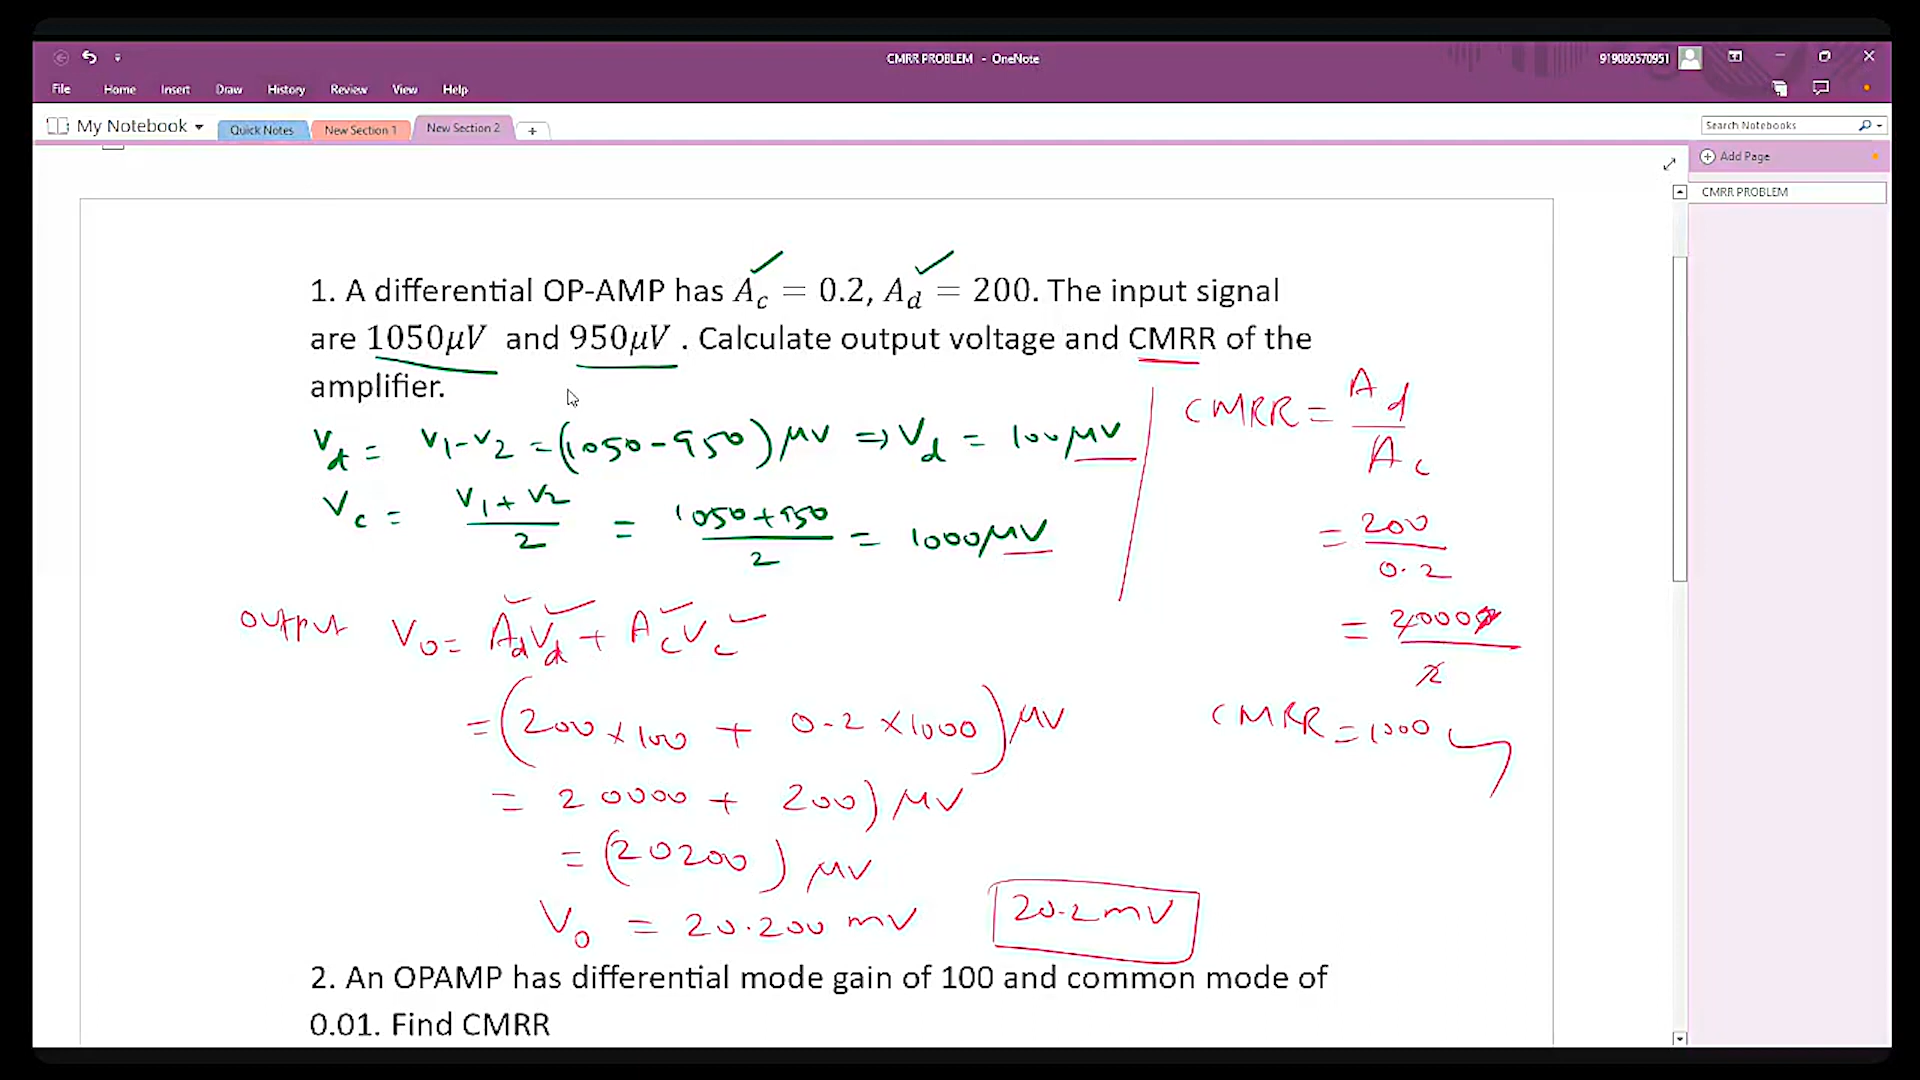 CMRR PROBLEM - OneNote
919080570951
File Home Insert Draw History Review View Help
My Notebook
Quick Notes
New Section 1
New Section 2
Search Notebooks
Add Page
CMRR PROBLEM
1. A differential OP-AMP has A_c = 0.2, A_d = 200. The input signal
are 1050μV and 950μV . Calculate output voltage and CMRR of the
amplifier.
V_d = V1-V2 = (1050-950) μV ⇒ V_d = 100μV
V_c = V1+V2 / 2 = 1050+950 / 2 = 1000μV
output V_0 = A_d V_d + A_c V_c
= (200 × 100 + 0.2 × 1000) μV
= 20000 + 200) μV
= (20200) μV
V_0 = 20.200 mV
20.2mV
CMRR = A_d / A_c
= 200 / 0.2
= 20000 / 2
CMRR = 1000
2. An OPAMP has differential mode gain of 100 and common mode of
0.01. Find CMRR